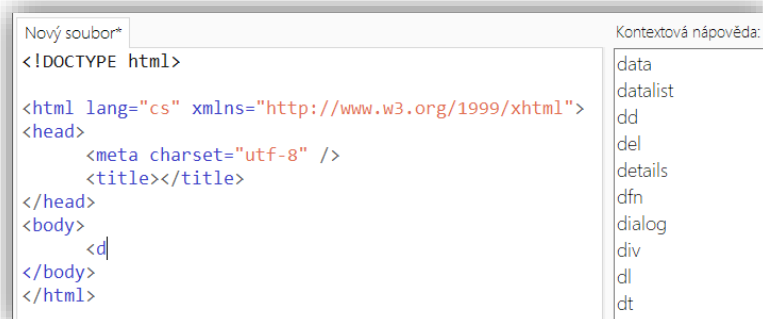 Nový soubor*
<!DOCTYPE html>
<html lang="cs" xmlns="http://www.w3.org/1999/xhtml">
<head>
<meta charset="utf-8" />
<title></title>
</head>
<body>
<d
</body>
</html>
Kontextová nápověda:
data
datalist
dd
del
details
dfn
dialog
div
dl
dt